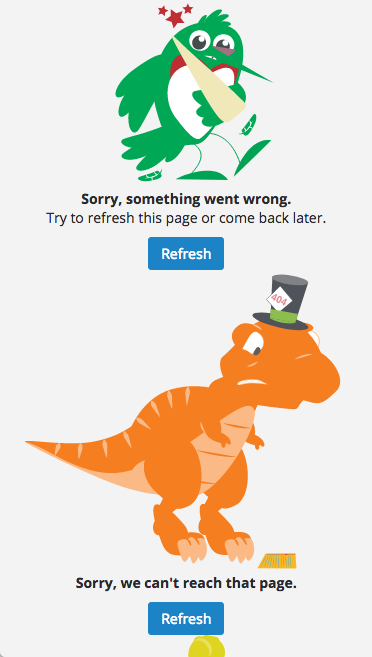 Sorry, something went wrong.
Try to refresh this page or come back later.
Refresh
404
Sorry, we can't reach that page.
Refresh